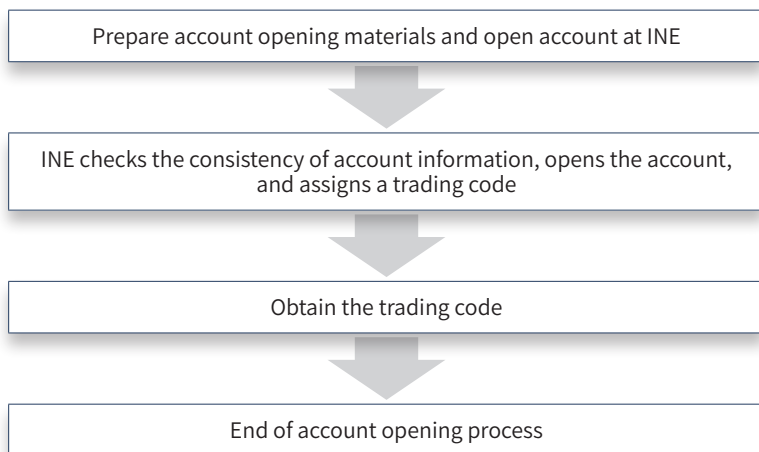 Prepare account opening materials and open account at INE
INE checks the consistency of account information, opens the account,
and assigns a trading code
Obtain the trading code
End of account opening process